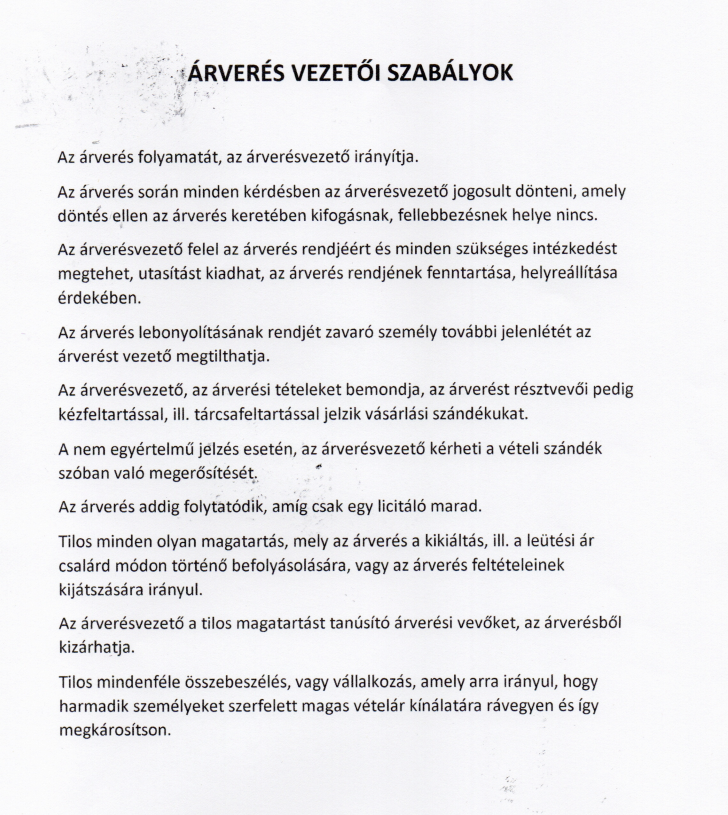 ÁRVERÉS VEZETŐI SZABÁLYOK
Az árverés folyamatát, az árverésvezető irányítja.
Az árverés során minden kérdésben az árverésvezető jogosult dönteni, amely
döntés ellen az árverés keretében kifogásnak, fellebbezésnek helye nincs.
Az árverésvezető felel az árverés rendjéért és minden szükséges intézkedést
megtehet, utasítást kiadhat, az árverés rendjének fenntartása, helyreállítása
érdekében.
Az árverés lebonyolításának rendjét zavaró személy további jelenlétét az
árverést vezető megtilthatja.
Az árverésvezető, az árverési tételeket bemondja, az árverést résztvevői pedig
kézfeltartással, ill. tárcsafeltartással jelzik vásárlási szándékukat.
A nem egyértelmű jelzés esetén, az árverésvezető kérheti a vételi szándék
szóban való megerősítését.
Az árverés addig folytatódik, amíg csak egy licitáló marad.
Tilos minden olyan magatartás, mely az árverés a kikiáltás, ill. a leütési ár
csalárd módon történő befolyásolására, vagy az árverés feltételeinek
kijátszására irányul.
Az árverésvezető a tilos magatartást tanúsító árverési vevőket, az árverésből
kizárhatja.
Tilos mindenféle összebeszélés, vagy vállalkozás, amely arra irányul, hogy
harmadik személyeket szerfelett magas vételár kínálatára rávegyen és így
megkárosítson.